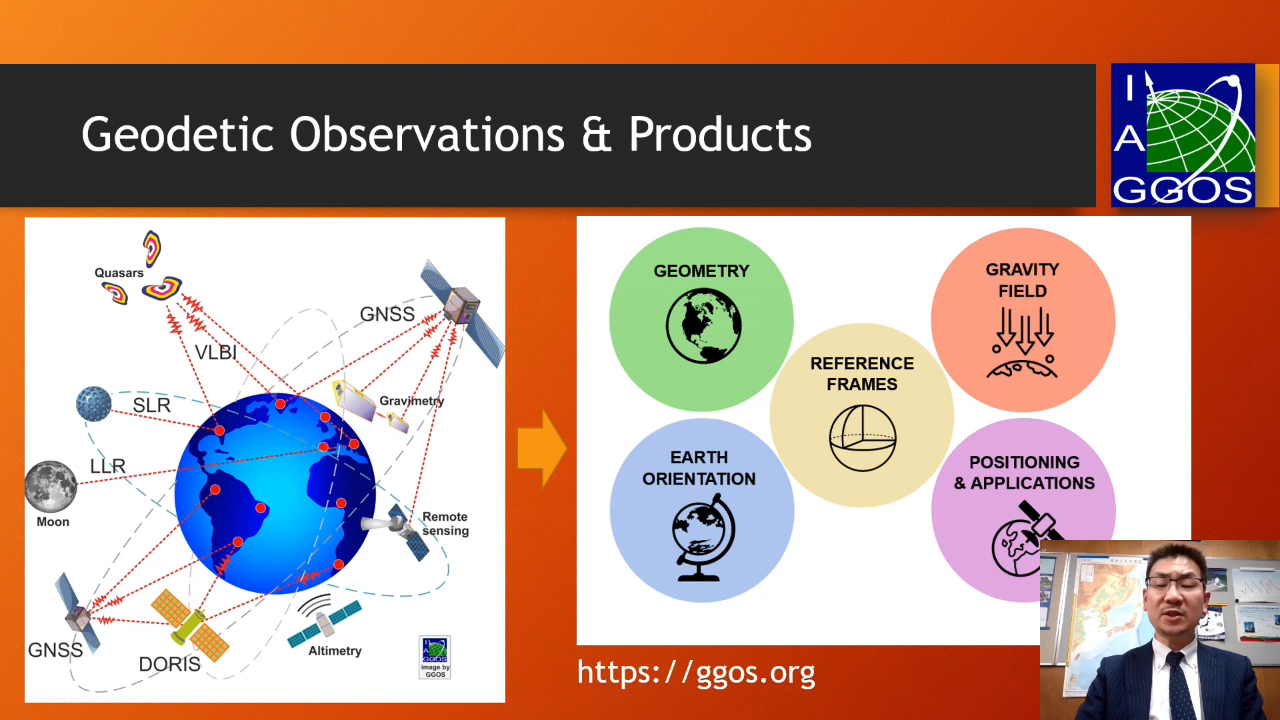 Geodetic Observations & Products
I
A
GGOS
Quasars
GNSS
VLBI
SLR
Gravimetry
LLR
Moon
Remote
sensing
GNSS
DORIS
Altimetry
image by
GGOS
GEOMETRY
GRAVITY
FIELD
REFERENCE
FRAMES
EARTH
ORIENTATION
POSITIONING
& APPLICATIONS
https://ggos.org